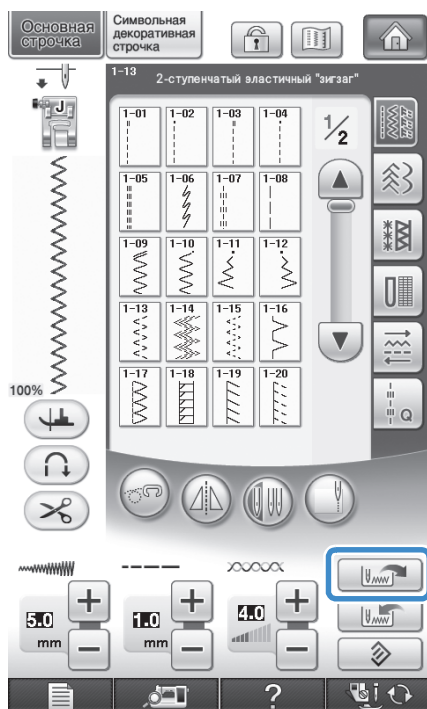 Основная
строчка
Символьная
декоративная
строчка
1-13
2-ступенчатый эластичный "зигзаг"
J
1-01 1-02 1-03 1-04
1/2
1-05 1-06 1-07 1-08
1-09 1-10 1-11 1-12
1-13 1-14 1-15 1-16
1-17 1-18 1-19 1-20
100%
Q
5.0 1.0 4.0
mm mm
?